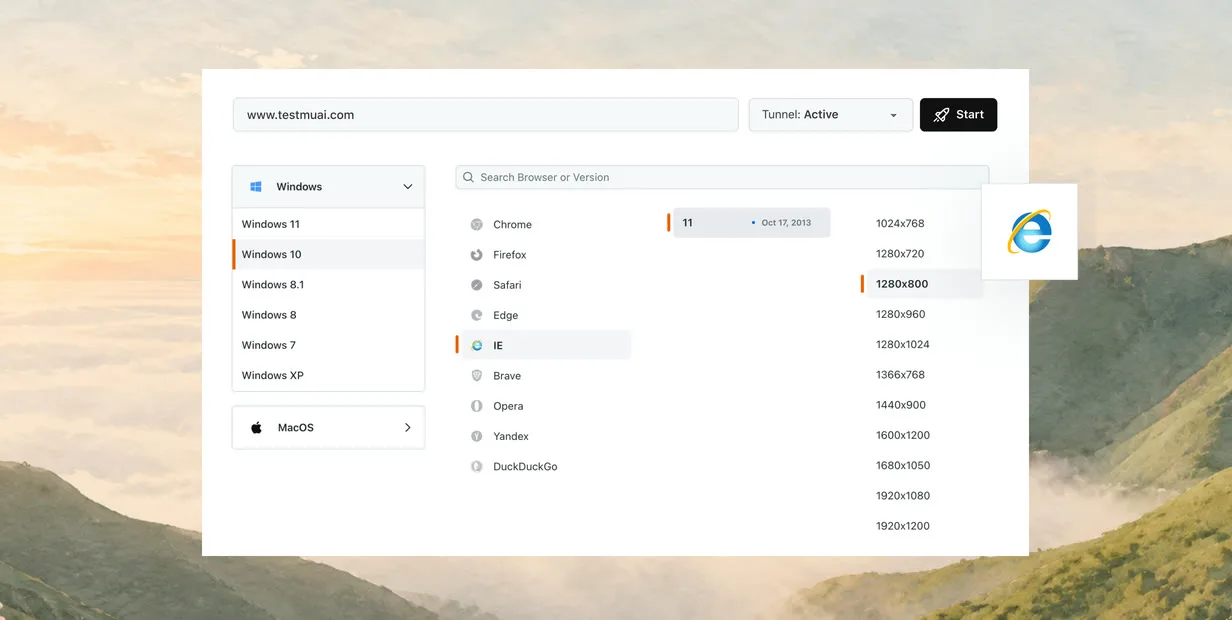 www.testmuai.com
Tunnel: Active
Start
Windows
Windows 11
Windows 10
Windows 8.1
Windows 8
Windows 7
Windows XP
MacOS
Search Browser or Version
Chrome
Firefox
Safari
Edge
IE
Brave
Opera
Yandex
DuckDuckGo
11 • Oct 17, 2013
1024x768
1280x720
1280x800
1280x960
1280x1024
1366x768
1440x900
1600x1200
1680x1050
1920x1080
1920x1200